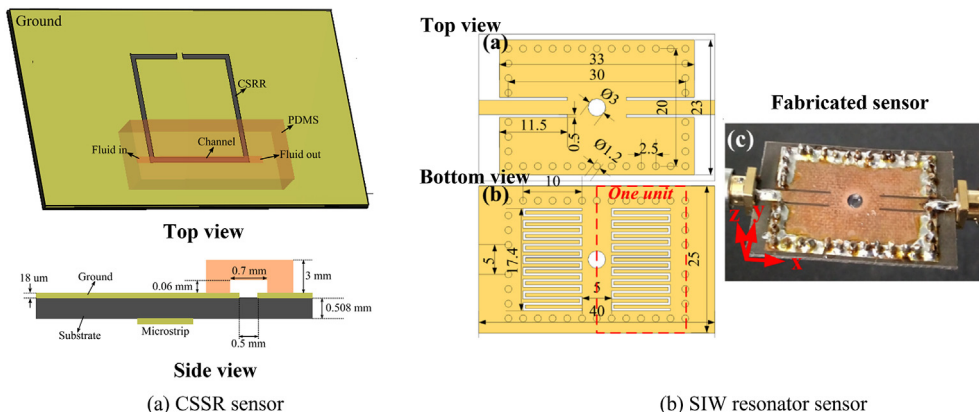 Ground
CSRR
PDMS
Channel
Fluid in
Fluid out
Top view
18 um
Ground
0.06 mm
0.7 mm
3 mm
0.508 mm
Substrate
Microstrip
0.5 mm
Side view
(a) CSSR sensor
Top view
(a)
33
30
Ø3
20
23
11.5
0.5
Ø1.2
2.5
Bottom view
10
(b)
One unit
5
17.4
5
25
40
Fabricated sensor
(c)
z
y
x
(b) SIW resonator sensor